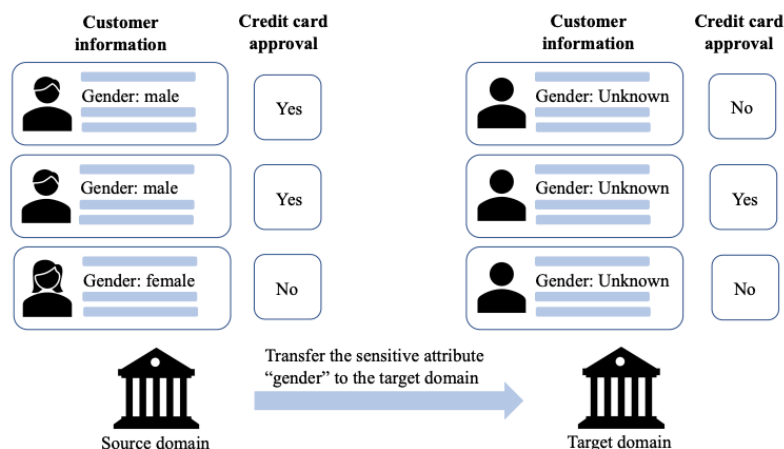 Customer information
Credit card approval
Customer information
Credit card approval
Gender: male
Yes
Gender: Unknown
No
Gender: male
Yes
Gender: Unknown
Yes
Gender: female
No
Gender: Unknown
No
Transfer the sensitive attribute
“gender” to the target domain
Source domain
Target domain